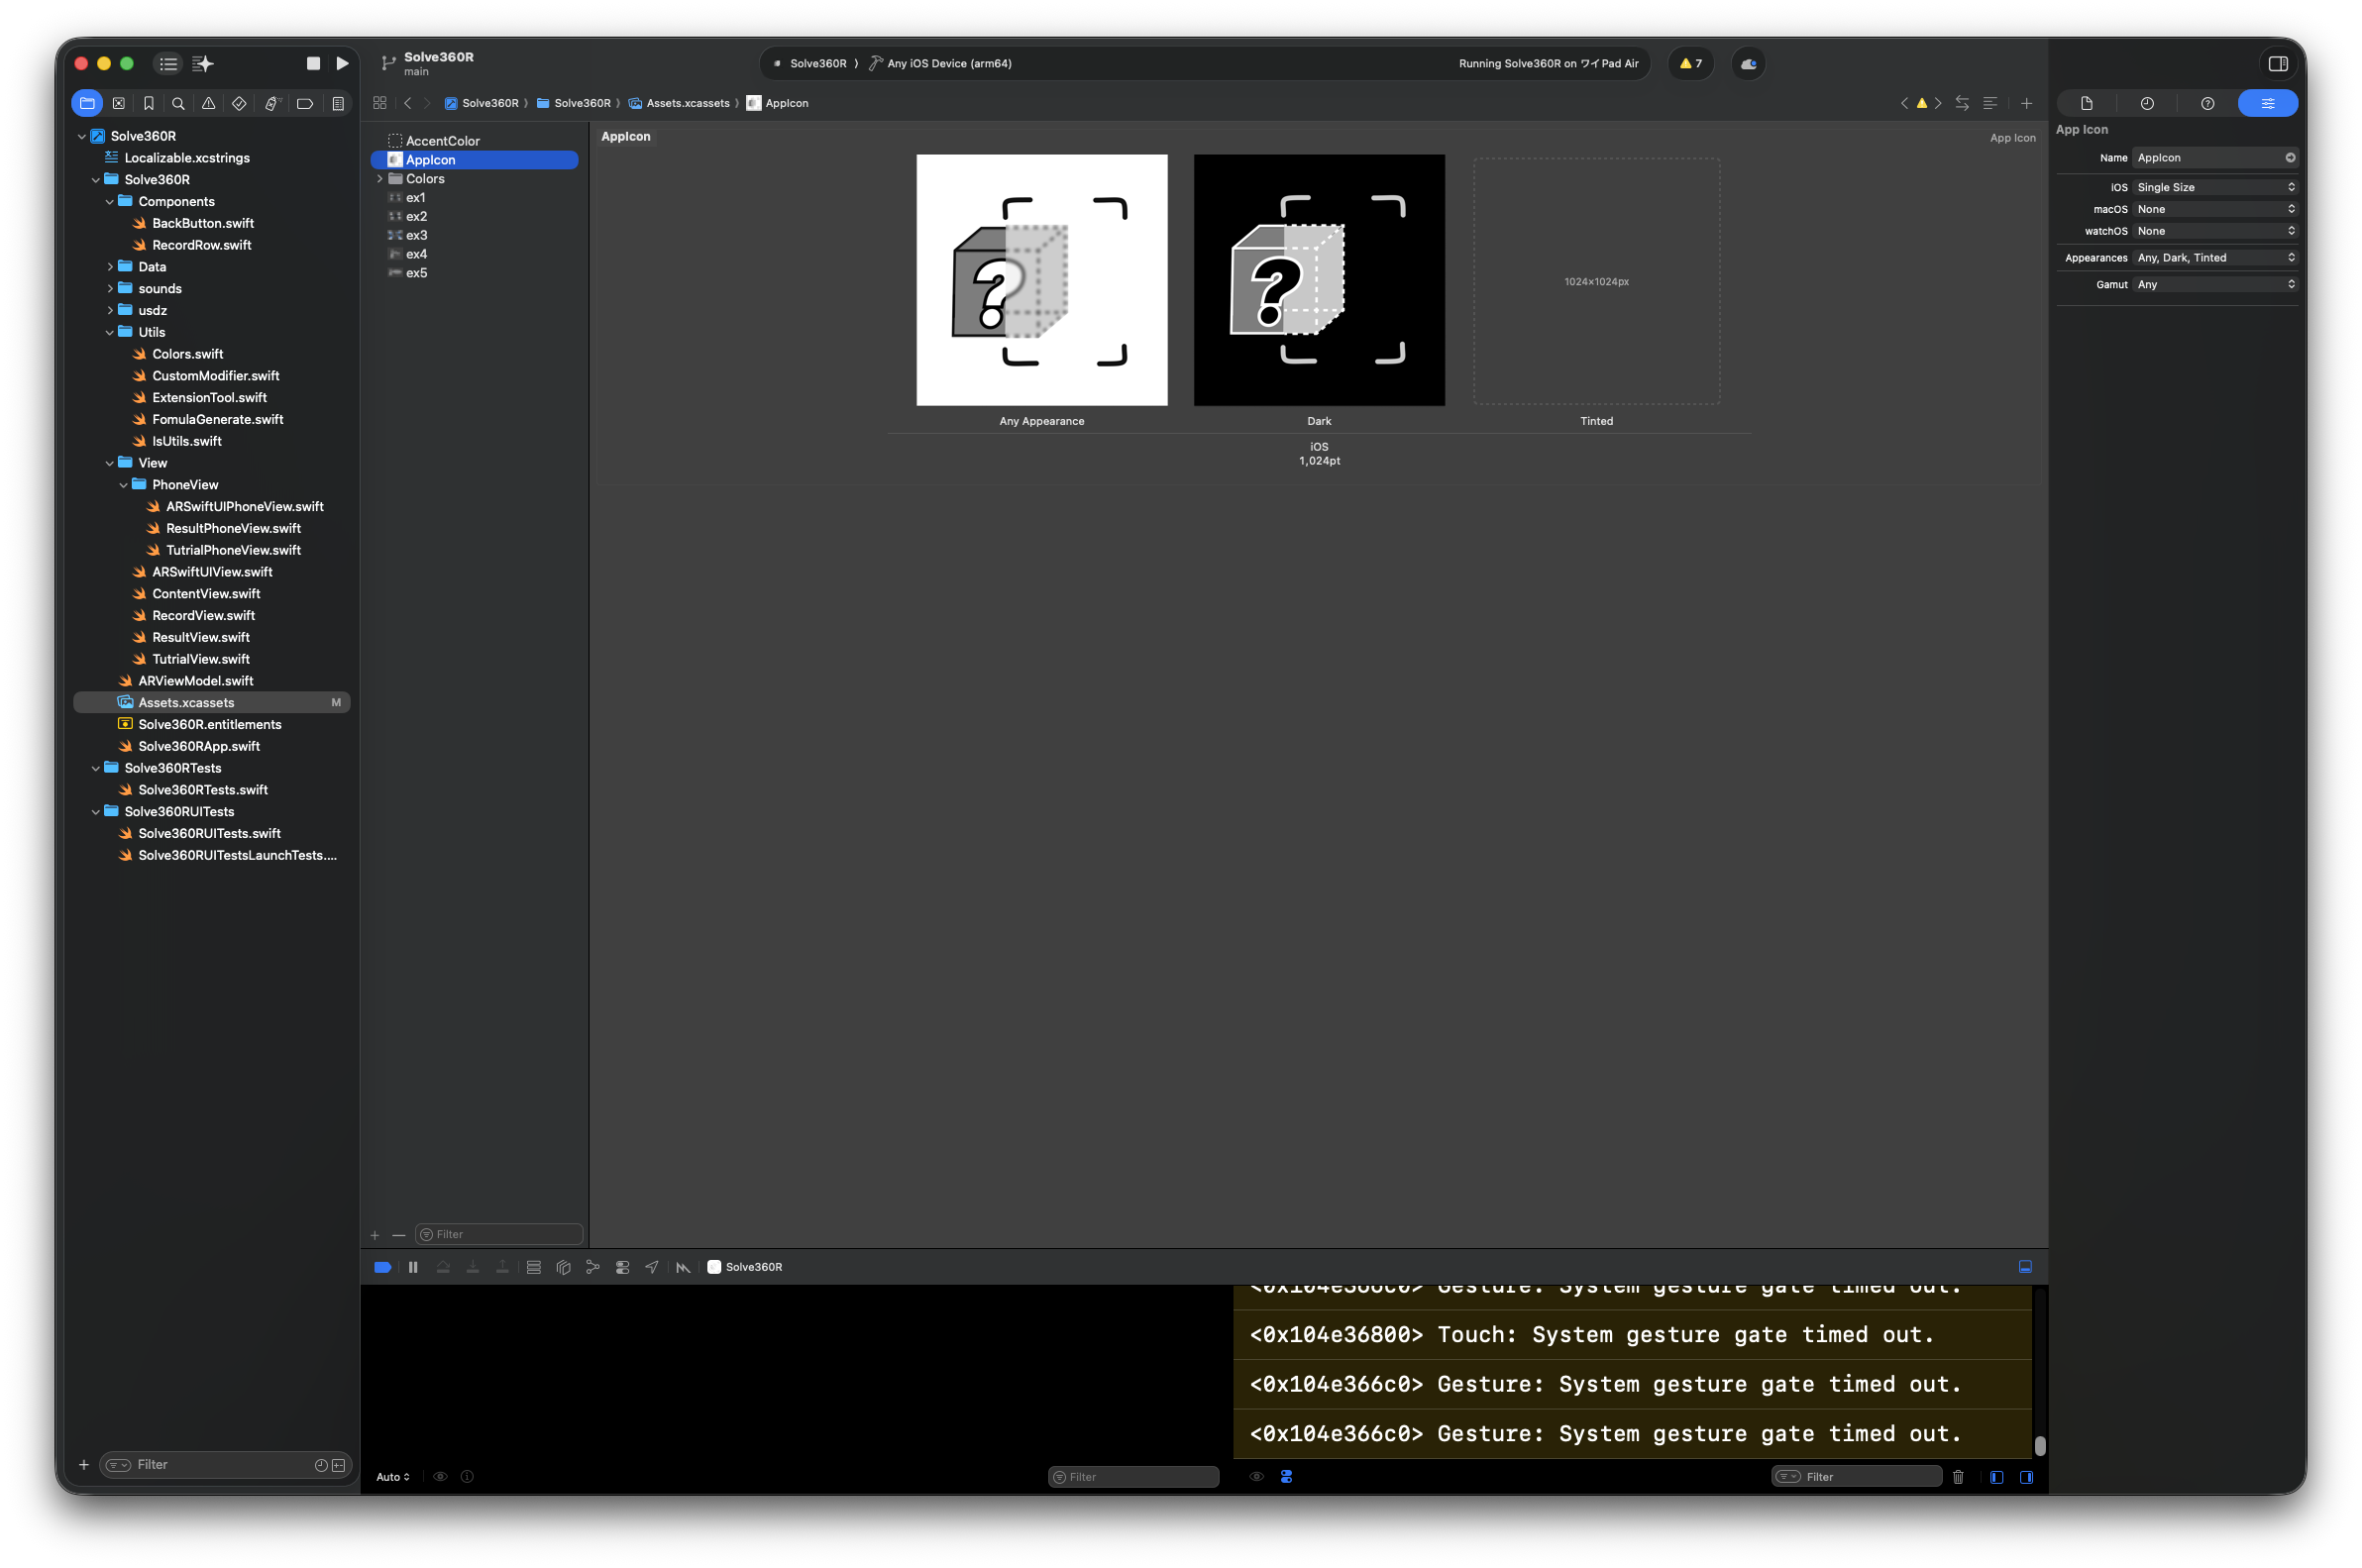 Solve360R
main
Solve360R
Any iOS Device (arm64)
Running Solve360R on ワイPad Air
7
Solve360R
Solve360R
Assets.xcassets
AppIcon
Solve360R
Localizable.xcstrings
Solve360R
Components
BackButton.swift
RecordRow.swift
Data
sounds
usdz
Utils
Colors.swift
CustomModifier.swift
ExtensionTool.swift
FomulaGenerate.swift
IsUtils.swift
View
PhoneView
ARSwiftUIPhoneView.swift
ResultPhoneView.swift
TutrialPhoneView.swift
ARSwiftUIView.swift
ContentView.swift
RecordView.swift
ResultView.swift
TutrialView.swift
ARViewModel.swift
Assets.xcassets M
Solve360R.entitlements
Solve360RApp.swift
Solve360RTests
Solve360RTests.swift
Solve360RUITests
Solve360RUITests.swift
Solve360RUITestsLaunchTests....
Filter
AccentColor
AppIcon
Colors
ex1
ex2
ex3
ex4
ex5
Filter
AppIcon
App Icon
?
?
1024×1024px
Any Appearance
Dark
Tinted
iOS
1,024pt
App Icon
Name AppIcon
iOS Single Size
macOS None
watchOS None
Appearances Any, Dark, Tinted
Gamut Any
Solve360R
<0x104e366c0> Gesture: System gesture gate timed out.
<0x104e36800> Touch: System gesture gate timed out.
<0x104e366c0> Gesture: System gesture gate timed out.
<0x104e366c0> Gesture: System gesture gate timed out.
Auto
Filter
Filter